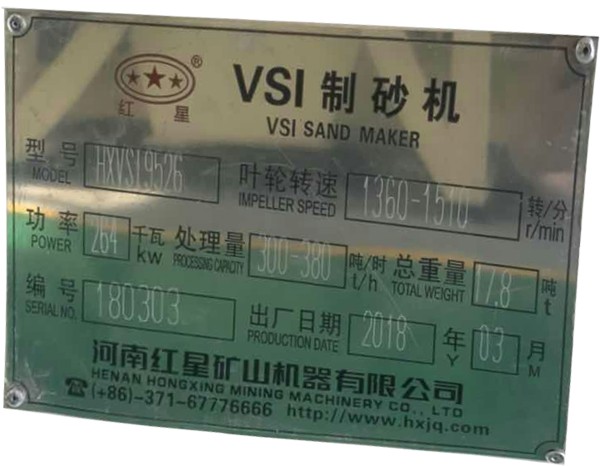 红星 ®
VSI 制砂机
VSI SAND MAKER
型号 HXVSI9526 叶轮转速 1360-1510 转/分
MODEL IMPELLER SPEED r/min
功率 264 千瓦 处理量 300-380 吨/时 总重量 17.8 吨
POWER kw PROCESSING CAPACITY t/h TOTAL WEIGHT t
编号 180303 出厂日期 2018 年 03 月
SERIAL NO. PRODUCTION DATE Y M
河南红星矿山机器有限公司
HENAN HONGXING MINING MACHINERY CO., LTD
☎(+86)-371-67776666 http://www.hxjq.com